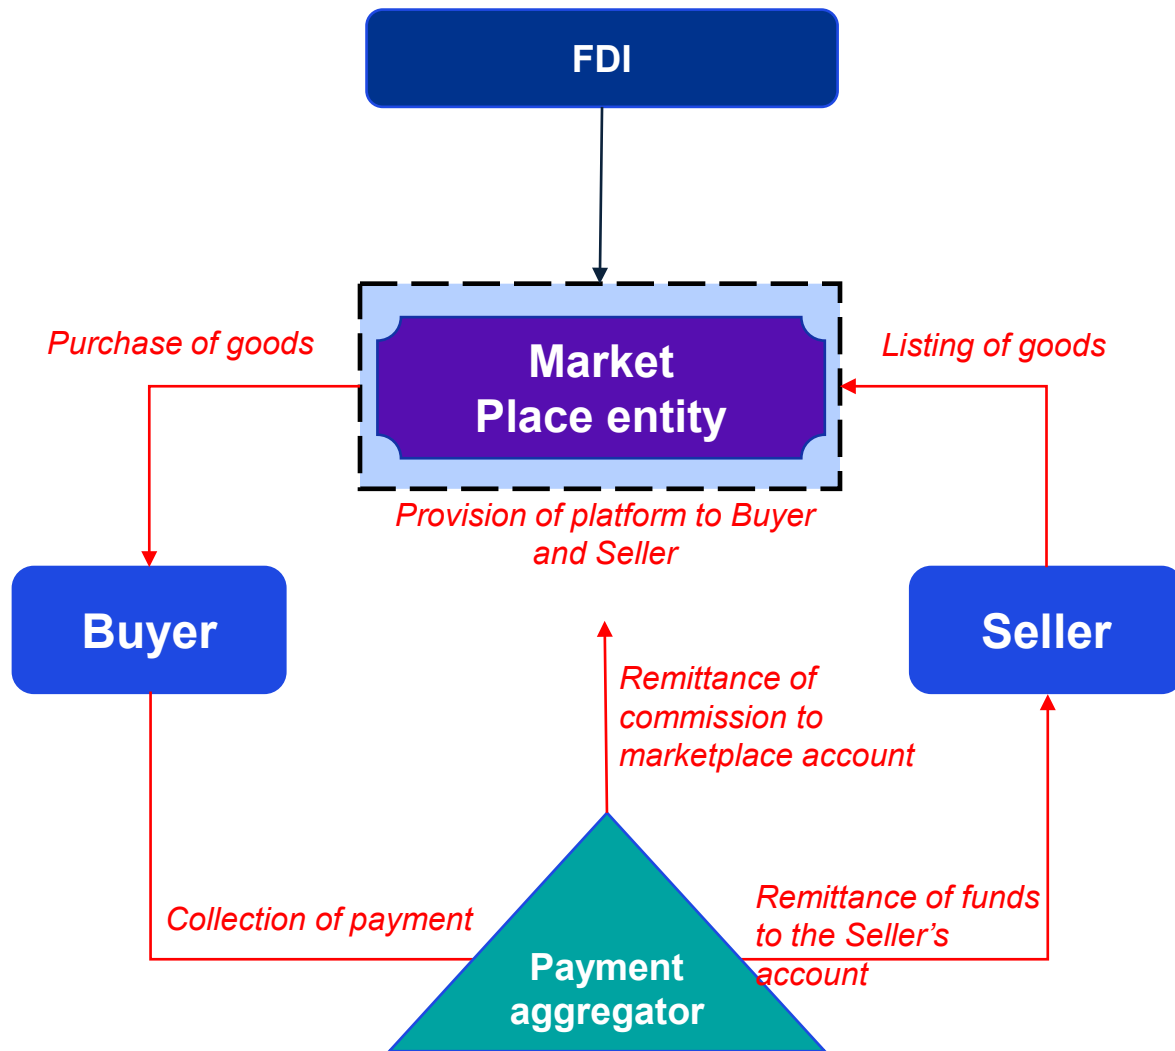 FDI
Purchase of goods
Market
Place entity
Listing of goods
Provision of platform to Buyer
and Seller
Buyer
Seller
Remittance of
commission to
marketplace account
Collection of payment
Remittance of funds
to the Seller’s
account
Payment
aggregator